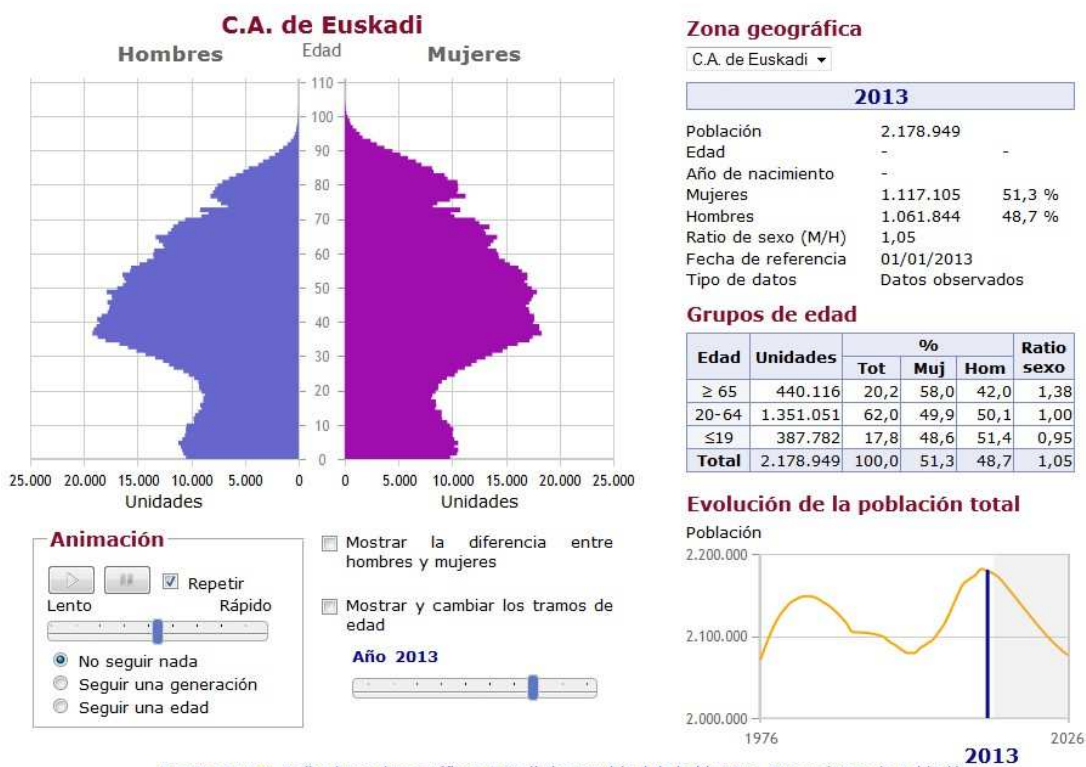 C.A. de Euskadi
Hombres Edad Mujeres
110
100
90
80
70
60
50
40
30
20
10
0
25.000 20.000 15.000 10.000 5.000 0 0 5.000 10.000 15.000 20.000 25.000
Unidades Unidades
Animación
Repetir
Lento Rápido
No seguir nada
Seguir una generación
Seguir una edad
Mostrar la diferencia entre
hombres y mujeres
Mostrar y cambiar los tramos de
edad
Año 2013
Zona geográfica
C.A. de Euskadi
2013
Población 2.178.949
Edad - -
Año de nacimiento -
Mujeres 1.117.105 51,3 %
Hombres 1.061.844 48,7 %
Ratio de sexo (M/H) 1,05
Fecha de referencia 01/01/2013
Tipo de datos Datos observados
Grupos de edad
Edad Unidades % Ratio sexo
Tot Muj Hom
≥ 65 440.116 20,2 58,0 42,0 1,38
20-64 1.351.051 62,0 49,9 50,1 1,00
≤19 387.782 17,8 48,6 51,4 0,95
Total 2.178.949 100,0 51,3 48,7 1,05
Evolución de la población total
Población
2.200.000
2.100.000
2.000.000
1976 2026
2013